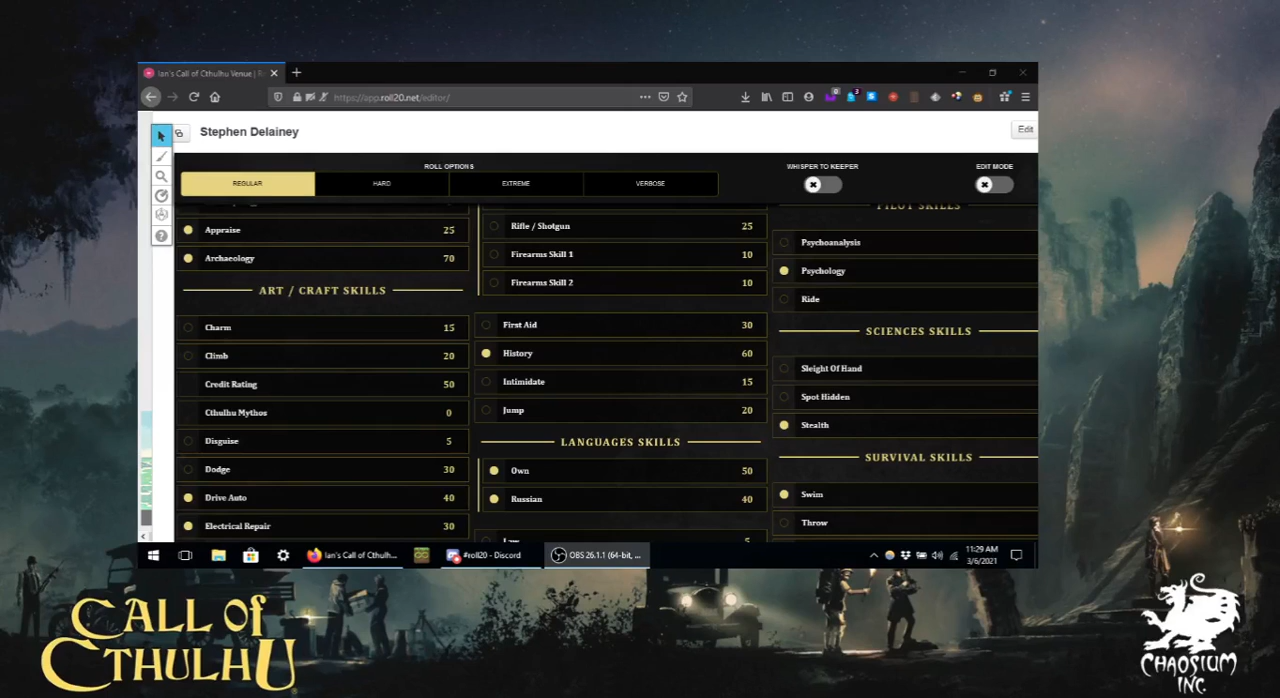 Ian's Call of Cthulhu Venue | R
https://app.roll20.net/editor/
0
3
Stephen Delainey
Edit
ROLL OPTIONS
WHISPER TO KEEPER
EDIT MODE
REGULAR
HARD
EXTREME
VERBOSE
Appraise 25
Archaeology 70
ART / CRAFT SKILLS
Charm 15
Climb 20
Credit Rating 50
Cthulhu Mythos 0
Disguise 5
Dodge 30
Drive Auto 40
Electrical Repair 30
Rifle / Shotgun 25
Firearms Skill 1 10
Firearms Skill 2 10
First Aid 30
History 60
Intimidate 15
Jump 20
LANGUAGES SKILLS
Own 50
Russian 40
Law 5
PILOT SKILLS
Psychoanalysis
Psychology
Ride
SCIENCES SKILLS
Sleight Of Hand
Spot Hidden
Stealth
SURVIVAL SKILLS
Swim
Throw
Ian's Call of Cthulh...
#roll20 - Discord
OBS 26.1.1 (64-bit, ...
11:29 AM
3/6/2021
CALL OF
CTHULHU
CHAOSIUM
INC.